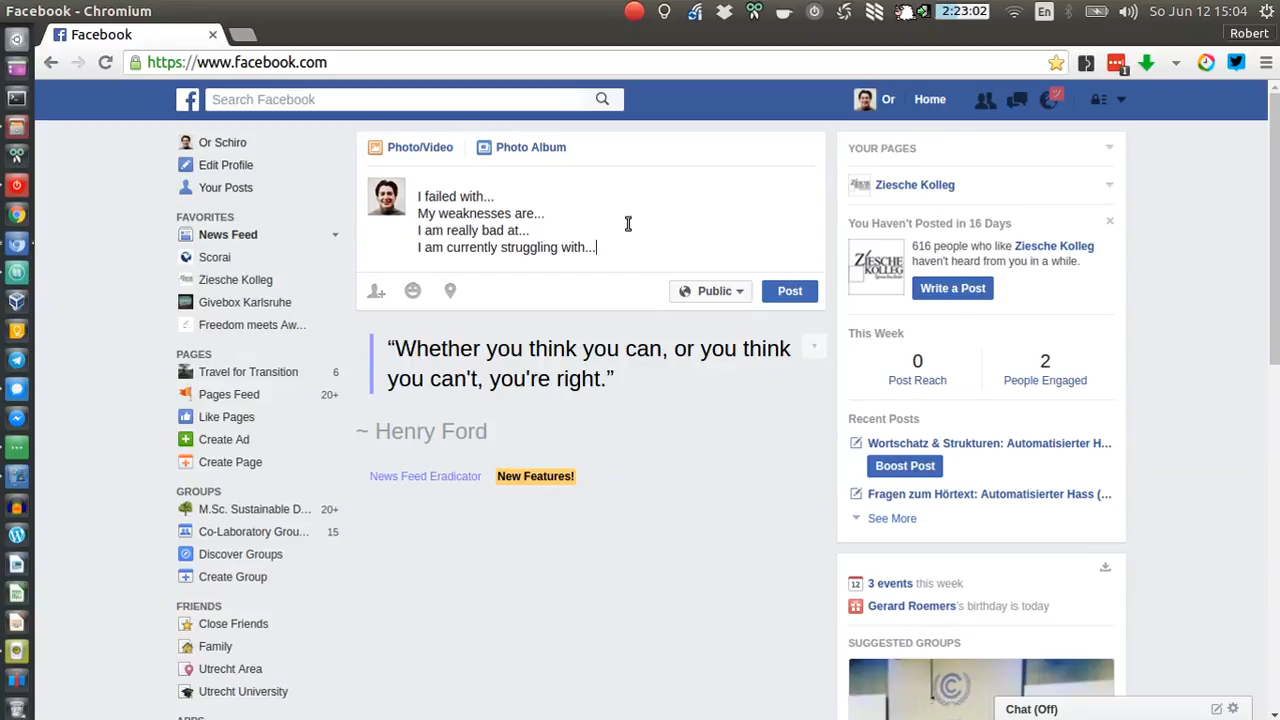 Facebook - Chromium
2:23:02
En
So Jun 12 15:04
Facebook
Robert
https://www.facebook.com
1
Search Facebook
Or
Home
Or Schiro
Edit Profile
Your Posts
FAVORITES
News Feed
Scorai
Ziesche Kolleg
Givebox Karlsruhe
Freedom meets Aw...
PAGES
Travel for Transition 6
Pages Feed 20+
Like Pages
Create Ad
Create Page
GROUPS
M.Sc. Sustainable D... 20+
Co-Laboratory Grou... 15
Discover Groups
Create Group
FRIENDS
Close Friends
Family
Utrecht Area
Utrecht University
Photo/Video
Photo Album
I failed with...
My weaknesses are...
I am really bad at...
I am currently struggling with...
Public
Post
“Whether you think you can, or you think
you can't, you're right.”
~ Henry Ford
News Feed Eradicator
New Features!
YOUR PAGES
Ziesche Kolleg
You Haven't Posted in 16 Days
ZIESCHE
KOLLEG
616 people who like Ziesche Kolleg
haven't heard from you in a while.
Write a Post
This Week
0
Post Reach
2
People Engaged
Recent Posts
Wortschatz & Strukturen: Automatisierter H...
Boost Post
Fragen zum Hörtext: Automatisierter Hass (...
See More
12
3 events this week
Gerard Roemers's birthday is today
SUGGESTED GROUPS
Chat (Off)